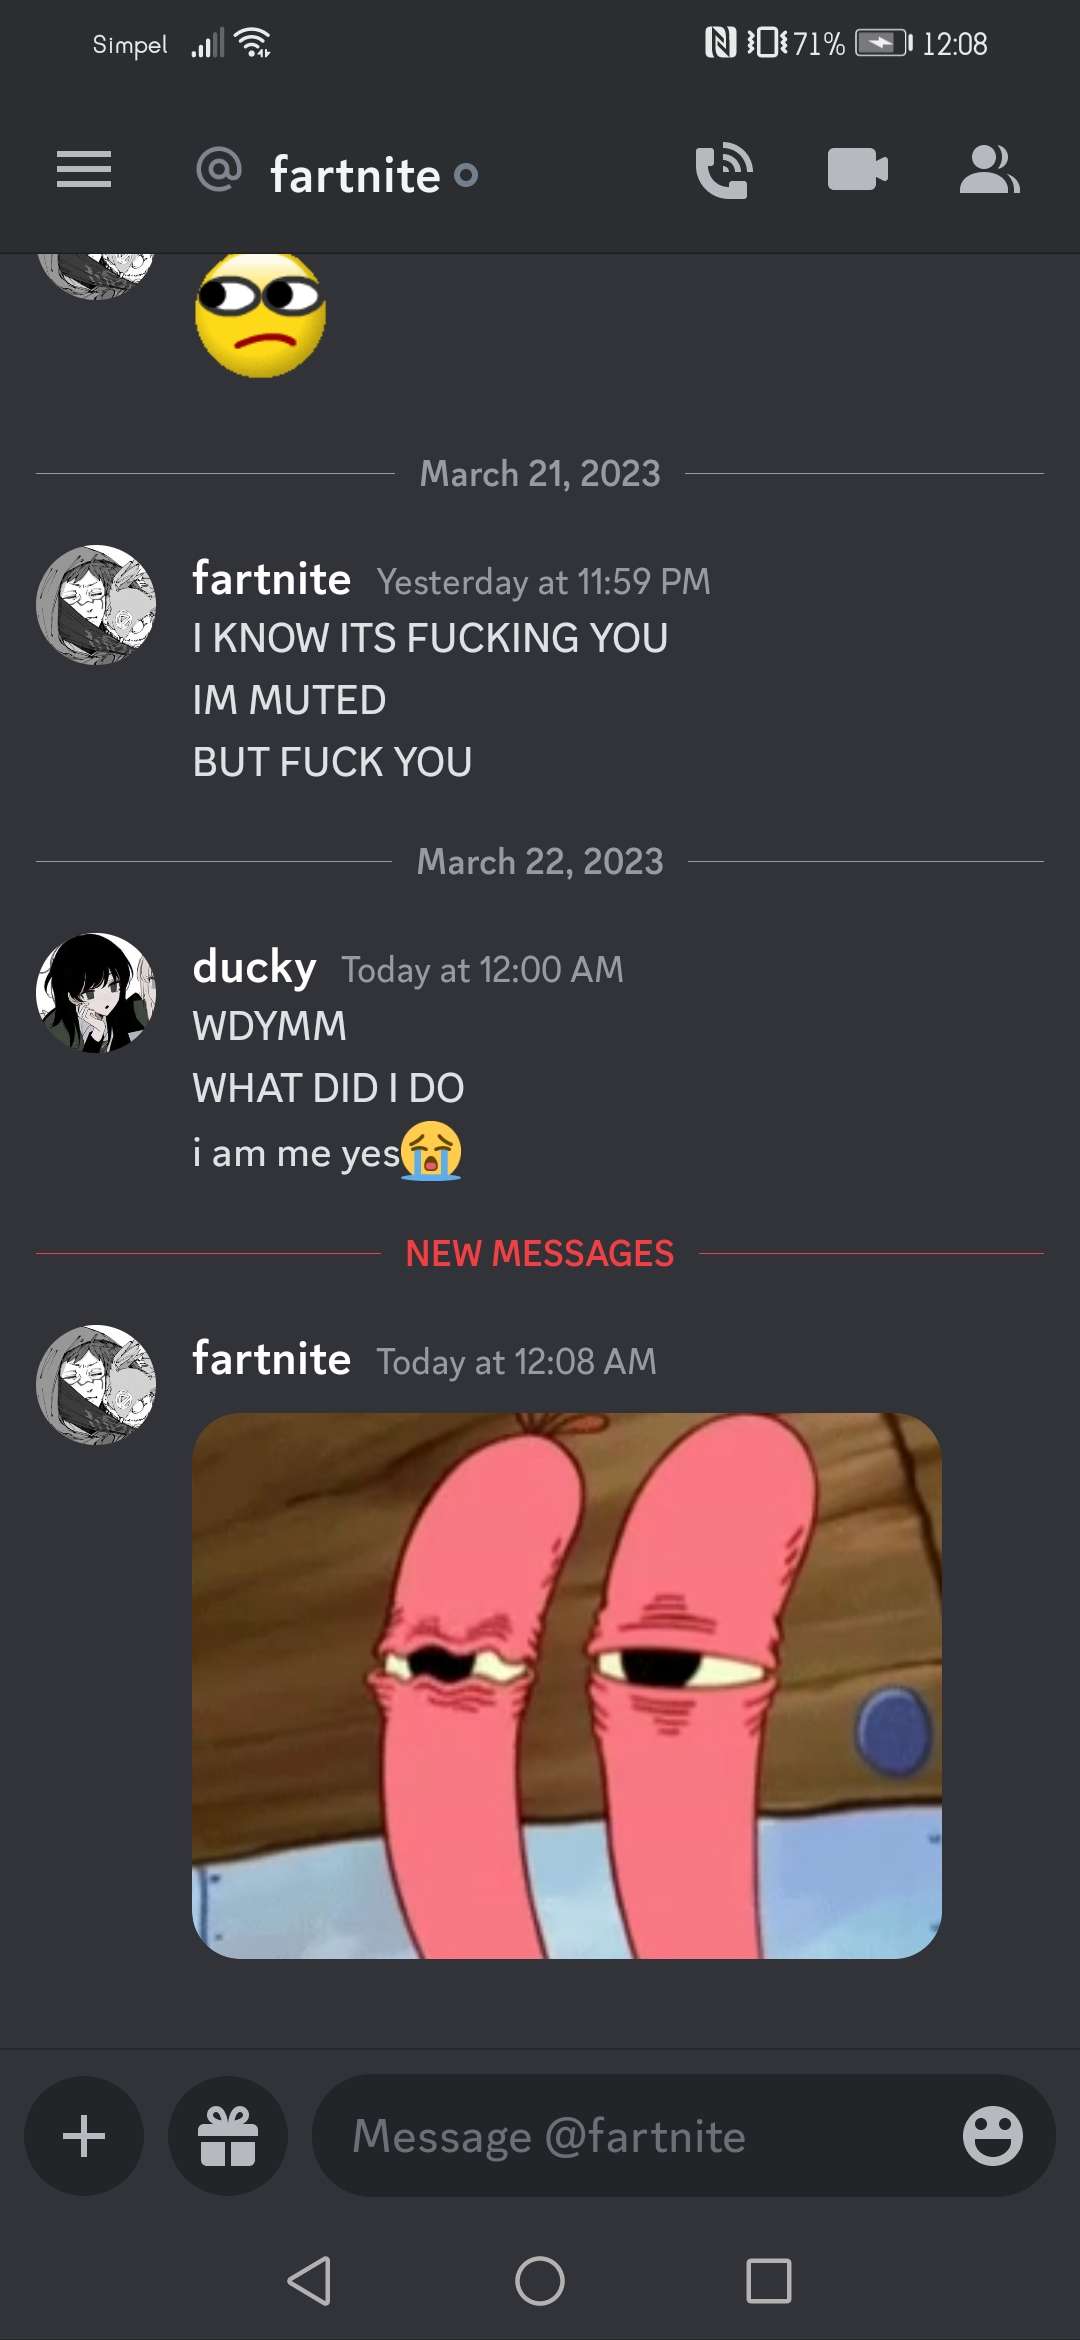 Simpel 71% 12:08
@ fartnite
March 21, 2023
fartnite Yesterday at 11:59 PM
I KNOW ITS FUCKING YOU
IM MUTED
BUT FUCK YOU
March 22, 2023
ducky Today at 12:00 AM
WDYMM
WHAT DID I DO
i am me yes😭
NEW MESSAGES
fartnite Today at 12:08 AM
Message @fartnite